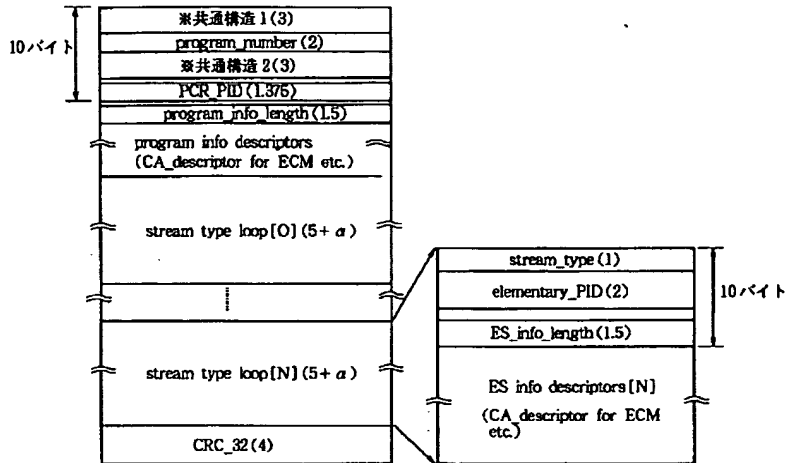 ※共通構造1(3)
program_number(2)
※共通構造2(3)
PCR_PID(1.375)
program_info_length(1.5)
program info descriptors
(CA_descriptor for ECM etc.)
stream type loop[0](5+α)
stream type loop[N](5+α)
CRC_32(4)
10バイト
stream_type(1)
elementary_PID(2)
ES_info_length(1.5)
ES info descriptors[N]
(CA_descriptor for ECM
etc.)
10バイト